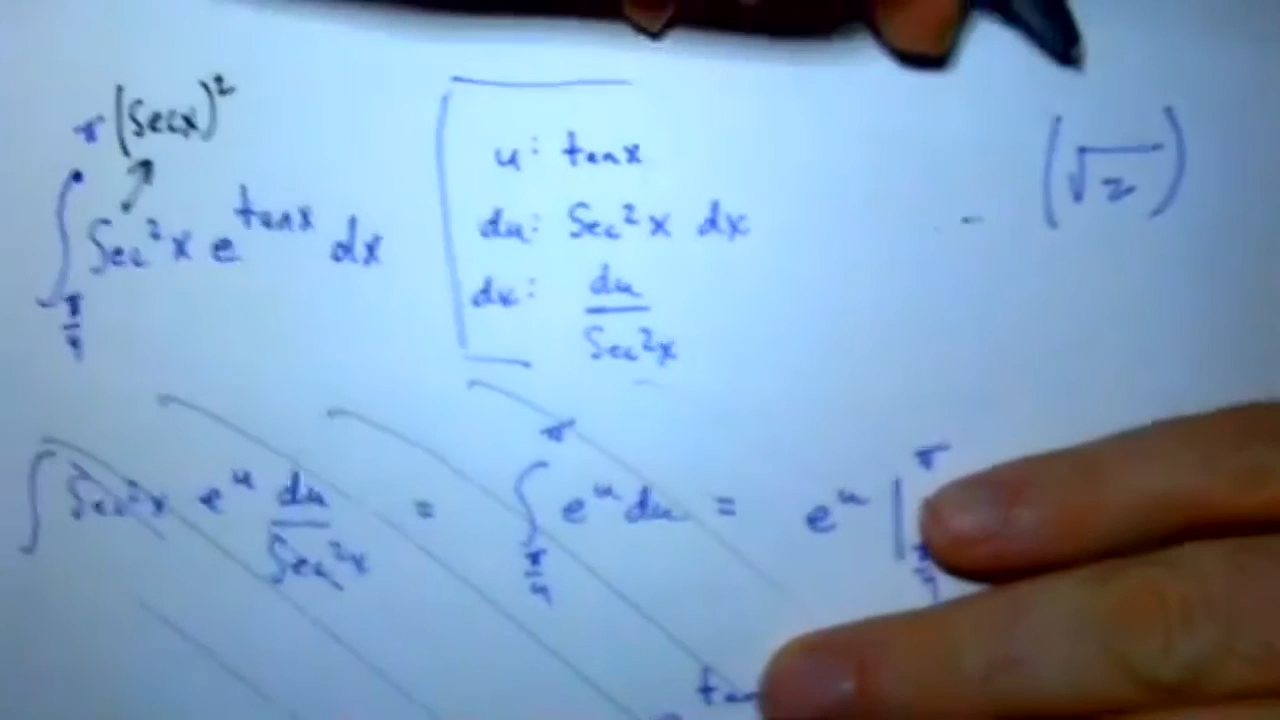 (Secx)²
∫ π π/4 Sec²x e^tanx dx
u: tanx
du: Sec²x dx
dx: du/Sec²x
- (√2)
∫ Sec²x e^u du/Sec²x = ∫ π π/4 e^u du = e^u | π π/4